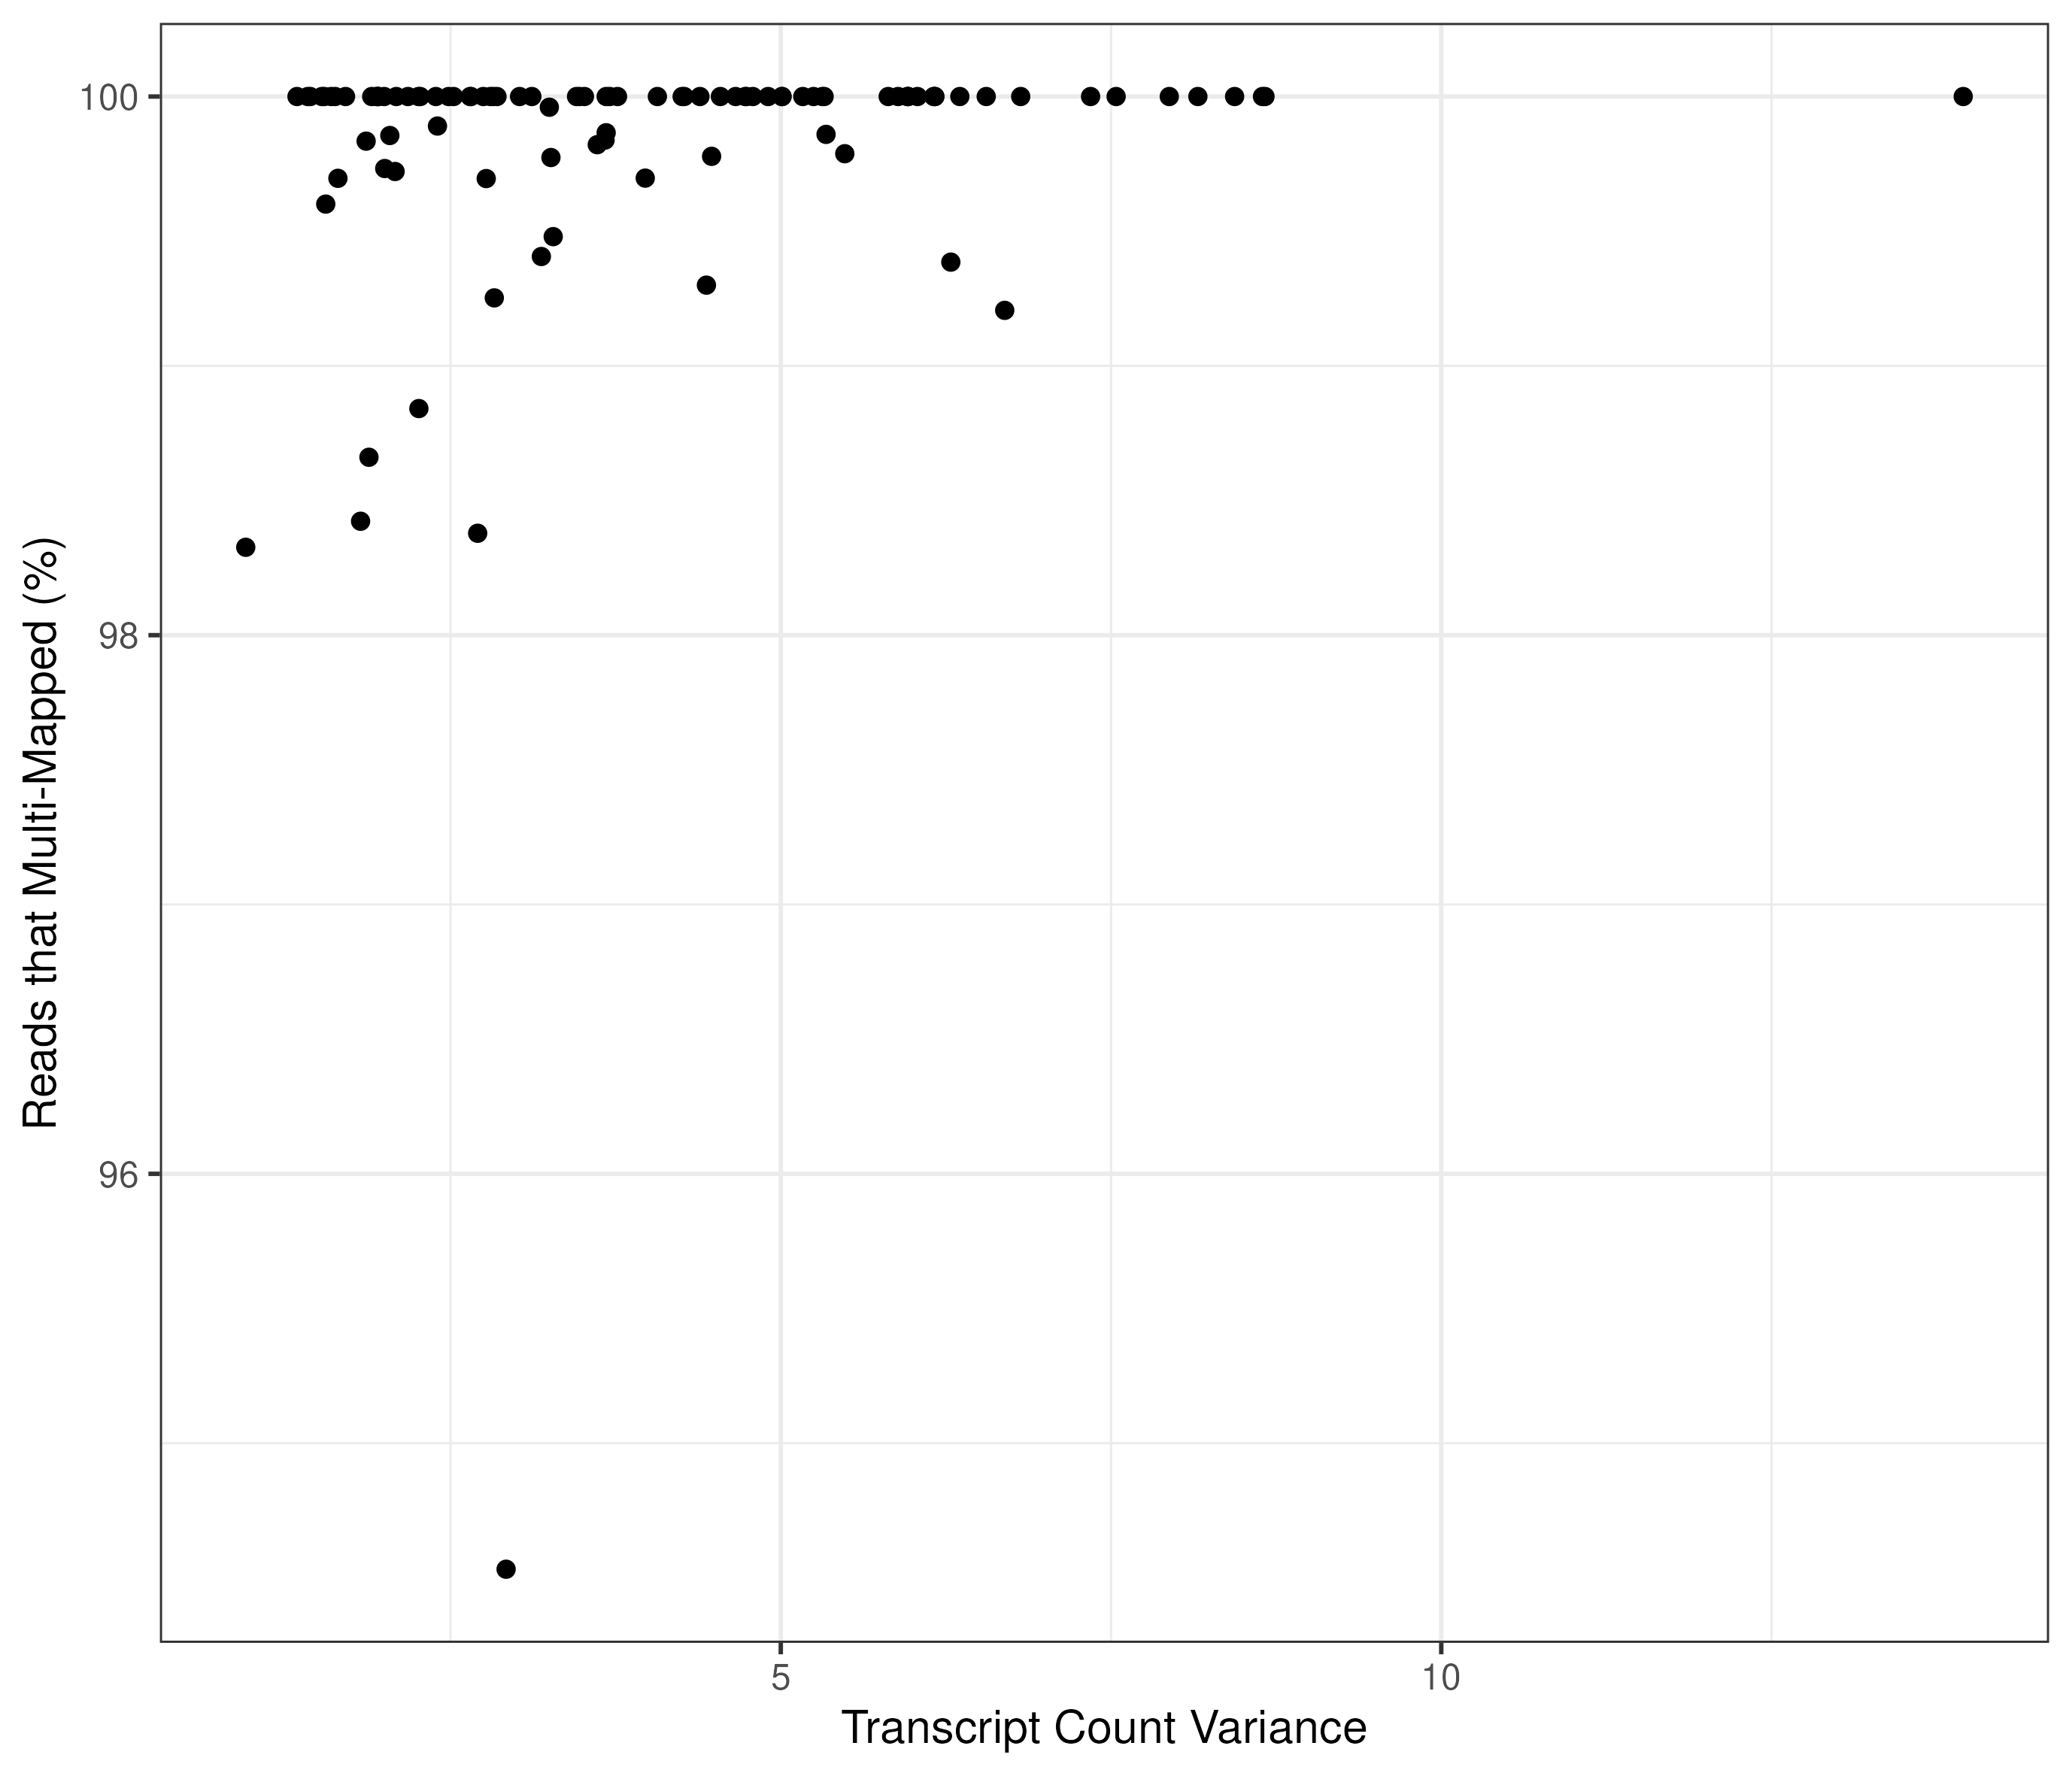 Reads that Multi-Mapped (%)
100
98
96
5
10
Transcript Count Variance